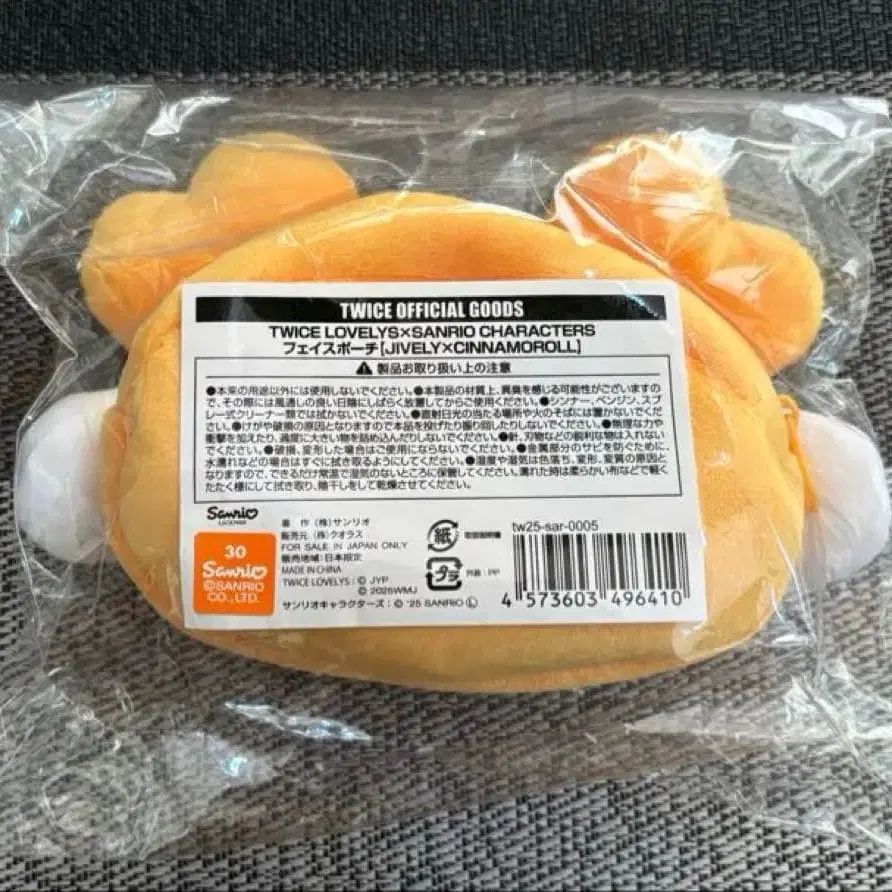 TWICE OFFICIAL GOODS
TWICE LOVELYS×SANRIO CHARACTERS
フェイスポーチ[JIVELY×CINNAMOROLL]
⚠製品お取り扱い上の注意
●本来の用途以外には使用しないでください。●本製品の材質上、異臭を感じる可能性がございますの
で、その際には風通しの良い日陰にしばらく放置してからご使用ください。●シンナー、ベンジン、ス
プレー式クリーナー類では拭かないでください。●直射日光の当たる場所や火のそばには置かないでくだ
さい。●けがや破損の原因となりますので本品を投げたり振り回したりしないでください。●無理な力や
衝撃を加えたり、過度に大きい物を詰め込んだりしないでください。●針、刃物などの鋭利な物は入れない
でください。●破損、変形した場合はご使用にならないでください。●金属部分のサビを防ぐために、
水濡れなどの場合はすぐに拭き取るようにしてください。●湿度や湿気は色落ち、変形、変質の原因と
なりますので、できるだけ常温で湿気のないところに保管してください。濡れた時は柔らかい布などで軽く
たたく様にして拭き取り、陰干しをして乾燥させてください。
Sanrio
LICENSE
30
Sanrio
©SANRIO
CO., LTD.
著 作 (株)サンリオ
販売元 (株)クオラス
FOR SALE IN JAPAN ONLY
販売地域:日本限定
MADE IN CHINA
TWICE LOVELYS:© JYP
© 2025WMJ
サンリオキャラクターズ:© '25 SANRIO Ⓛ
紙
取扱説明書
プラ
外装:PP
tw25-sar-0005
4 573603 496410